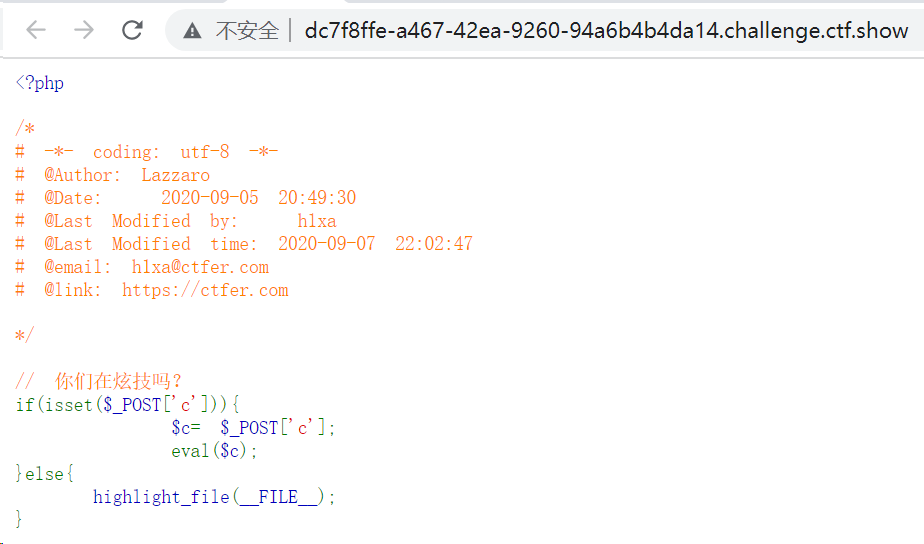 不安全 | dc7f8ffe-a467-42ea-9260-94a6b4b4da14.challenge.ctf.show
<?php
/*
# -*- coding: utf-8 -*-
# @Author: Lazzaro
# @Date: 2020-09-05 20:49:30
# @Last Modified by: hlxa
# @Last Modified time: 2020-09-07 22:02:47
# @email: hlxa@ctfer.com
# @link: https://ctfer.com
*/
// 你们在炫技吗？
if(isset($_POST['c'])){
$c= $_POST['c'];
eval($c);
}else{
highlight_file(__FILE__);
}